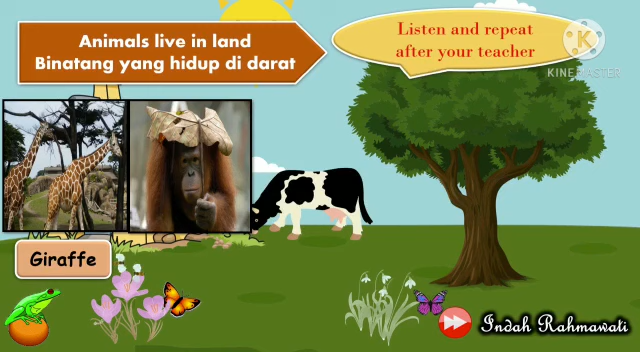 Animals live in land
Binatang yang hidup di darat
Listen and repeat
after your teacher
KINEMASTER
Giraffe
Indah Rahmawati